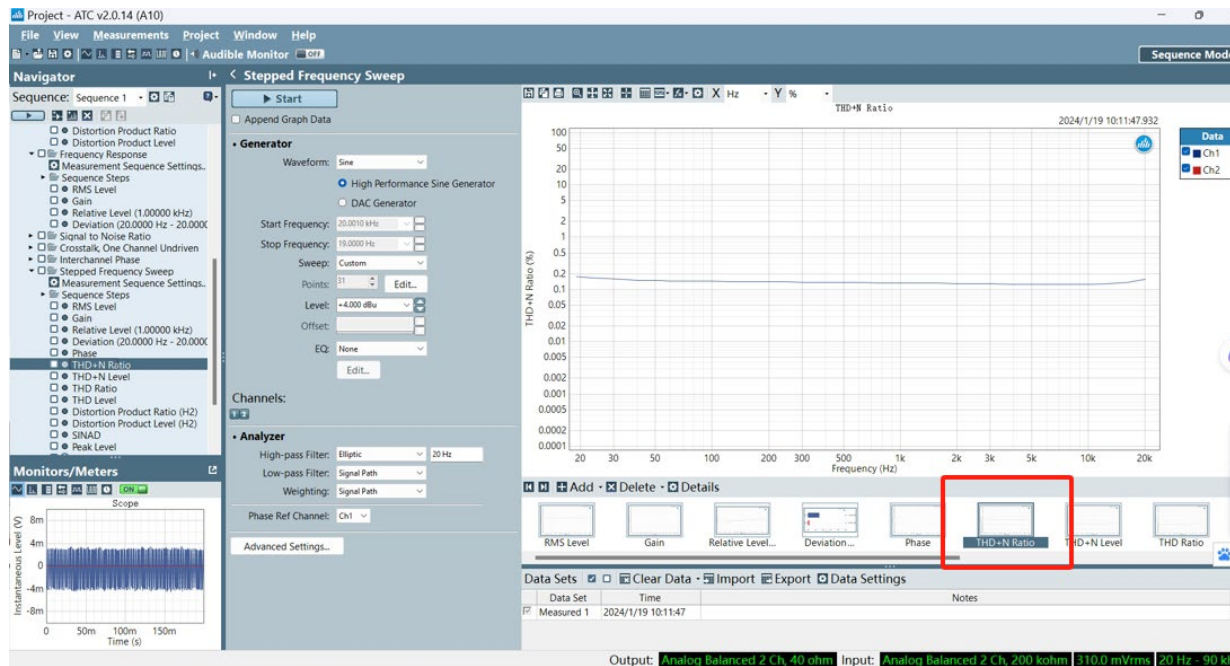 Project - ATC v2.0.14 (A10)
File View Measurements Project Window Help
Audible Monitor OFF
Sequence Mode
Navigator
Sequence: Sequence 1
Distortion Product Ratio
Distortion Product Level
Frequency Response
Measurement Sequence Settings..
Sequence Steps
RMS Level
Gain
Relative Level (1.00000 kHz)
Deviation (20.0000 Hz - 20.000(
Signal to Noise Ratio
Crosstalk, One Channel Undriven
Interchannel Phase
Stepped Frequency Sweep
Measurement Sequence Settings..
Sequence Steps
RMS Level
Gain
Relative Level (1.00000 kHz)
Deviation (20.0000 Hz - 20.000(
Phase
THD+N Ratio
THD+N Level
THD Ratio
THD Level
Distortion Product Ratio (H2)
Distortion Product Level (H2)
SINAD
Peak Level
Monitors/Meters
ON
Scope
Instantaneous Level (V)
8m
4m
0
-4m
-8m
0 50m 100m 150m
Time (s)
Stepped Frequency Sweep
Start
Append Graph Data
Generator
Waveform: Sine
High Performance Sine Generator
DAC Generator
Start Frequency: 20.0010 kHz
Stop Frequency: 19.0000 Hz
Sweep: Custom
Points: 31 Edit...
Level: +4.000 dBu
Offset:
EQ: None
Edit...
Channels:
1 2
Analyzer
High-pass Filter: Elliptic 20 Hz
Low-pass Filter: Signal Path
Weighting: Signal Path
Phase Ref Channel: Ch1
Advanced Settings...
X Hz Y %
THD+N Ratio
2024/1/19 10:11:47.932
THD+N Ratio (%)
100
50
20
10
5
2
1
0.5
0.2
0.1
0.05
0.02
0.01
0.005
0.002
0.001
0.0005
0.0002
0.0001
20 30 50 100 200 300 500 1k 2k 3k 5k 10k 20k
Frequency (Hz)
Data
Ch1
Ch2
Add Delete Details
RMS Level Gain Relative Level... Deviation... Phase THD+N Ratio THD+N Level THD Ratio
Data Sets Clear Data Import Export Data Settings
Data Set Time Notes
Measured 1 2024/1/19 10:11:47
Output: Analog Balanced 2 Ch, 40 ohm Input: Analog Balanced 2 Ch, 200 kohm 310.0 mVrms 20 Hz - 90 k